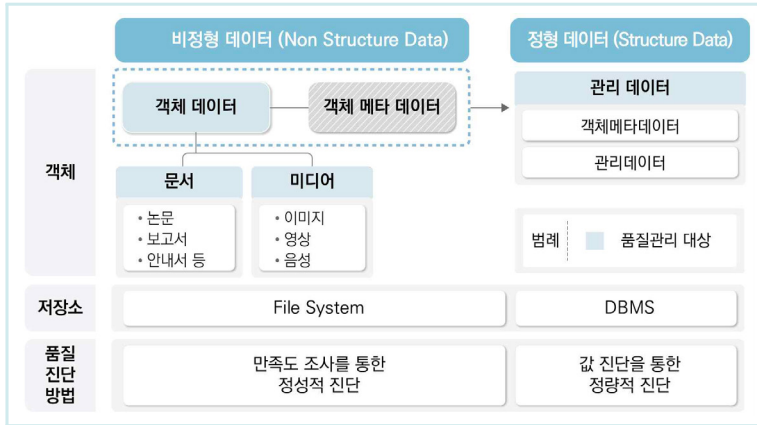 비정형 데이터 (Non Structure Data)
정형 데이터 (Structure Data)
객체
객체 데이터
객체 메타 데이터
관리 데이터
객체메타데이터
관리데이터
문서
• 논문
• 보고서
• 안내서 등
미디어
• 이미지
• 영상
• 음성
범례
품질관리 대상
저장소
File System
DBMS
품질
진단
방법
만족도 조사를 통한
정성적 진단
값 진단을 통한
정량적 진단